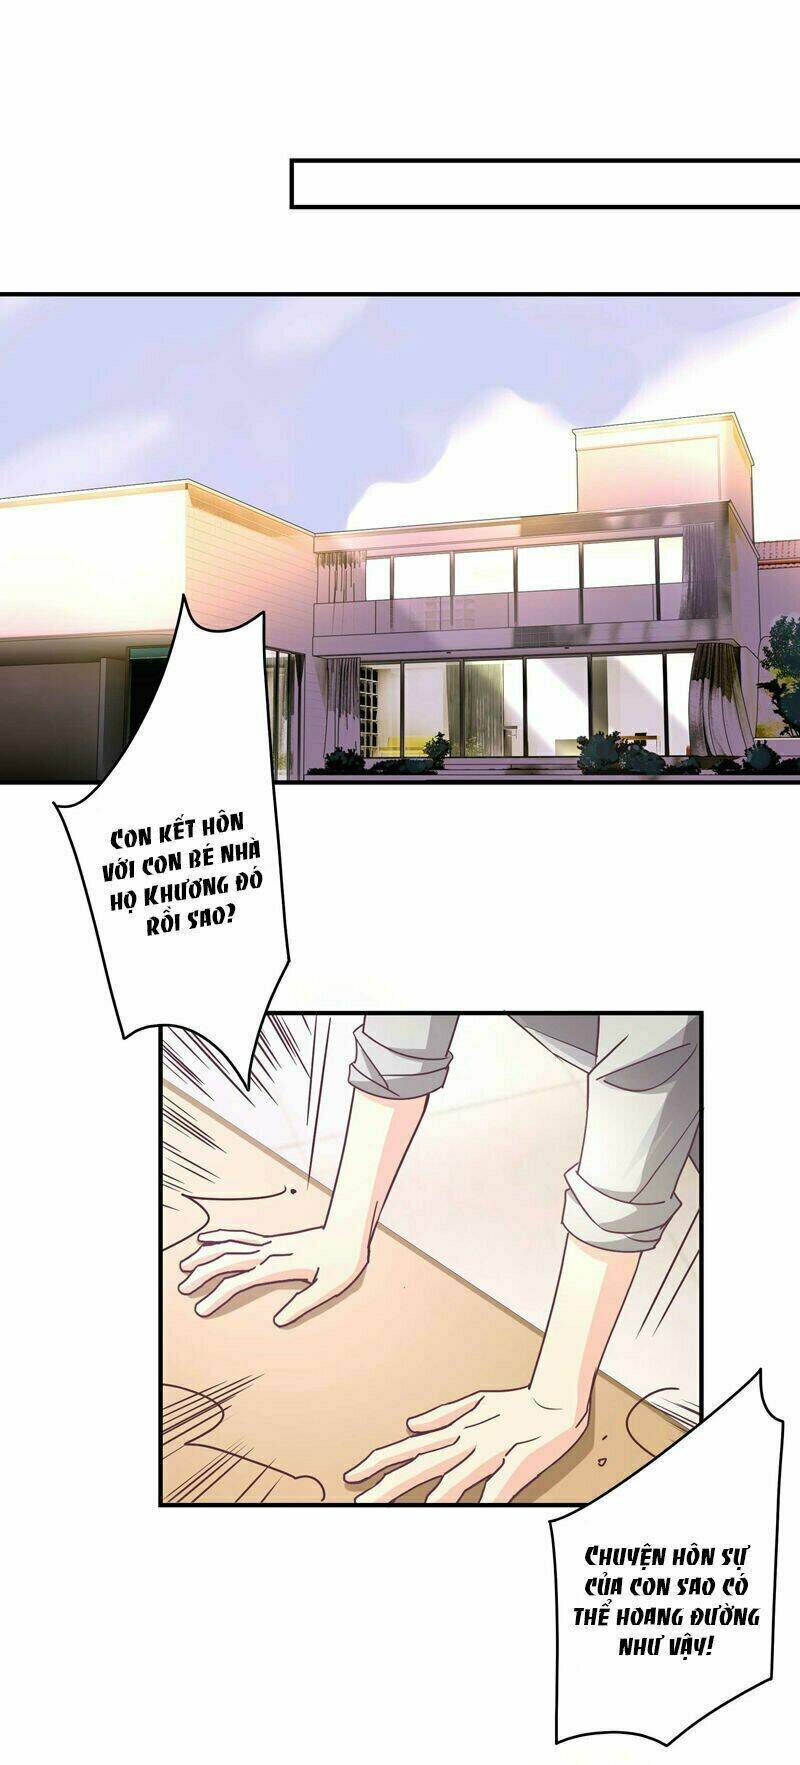 CON KẾT HÔN
VỚI CON BÉ NHÀ
HỌ KHƯƠNG ĐÓ
RỒI SAO?
CHUYỆN HÔN SỰ
CỦA CON SAO CÓ
THỂ HOANG ĐƯỜNG
NHƯ VẬY!